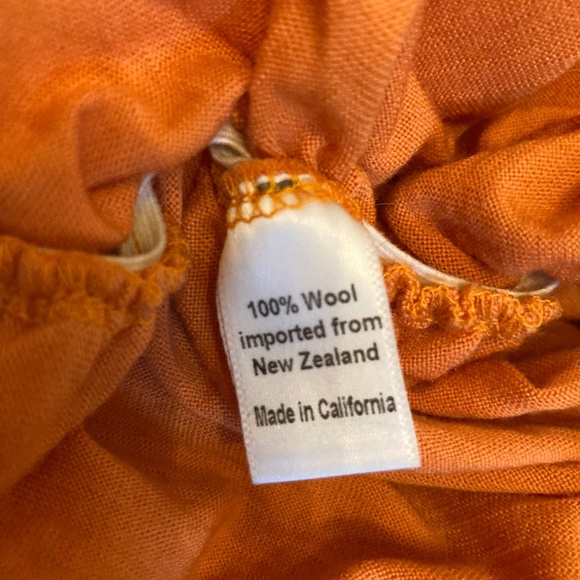 100% Wool
imported from
New Zealand
Made in California